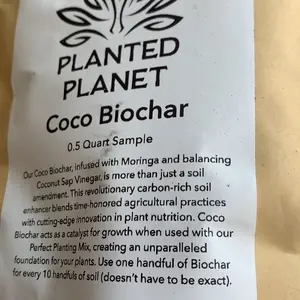 PLANTED
PLANET
Coco Biochar
0.5 Quart Sample
Our Coco Biochar, infused with Moringa and balancing
Coconut Sap Vinegar, is more than just a soil
amendment. This revolutionary carbon-rich soil
enhancer blends time-honored agricultural practices
with cutting-edge innovation in plant nutrition. Coco
Biochar acts as a catalyst for growth when used with our
Perfect Planting Mix, creating an unparalleled
foundation for your plants. Use one handful of Biochar
for every 10 handfuls of soil (doesn't have to be exact).